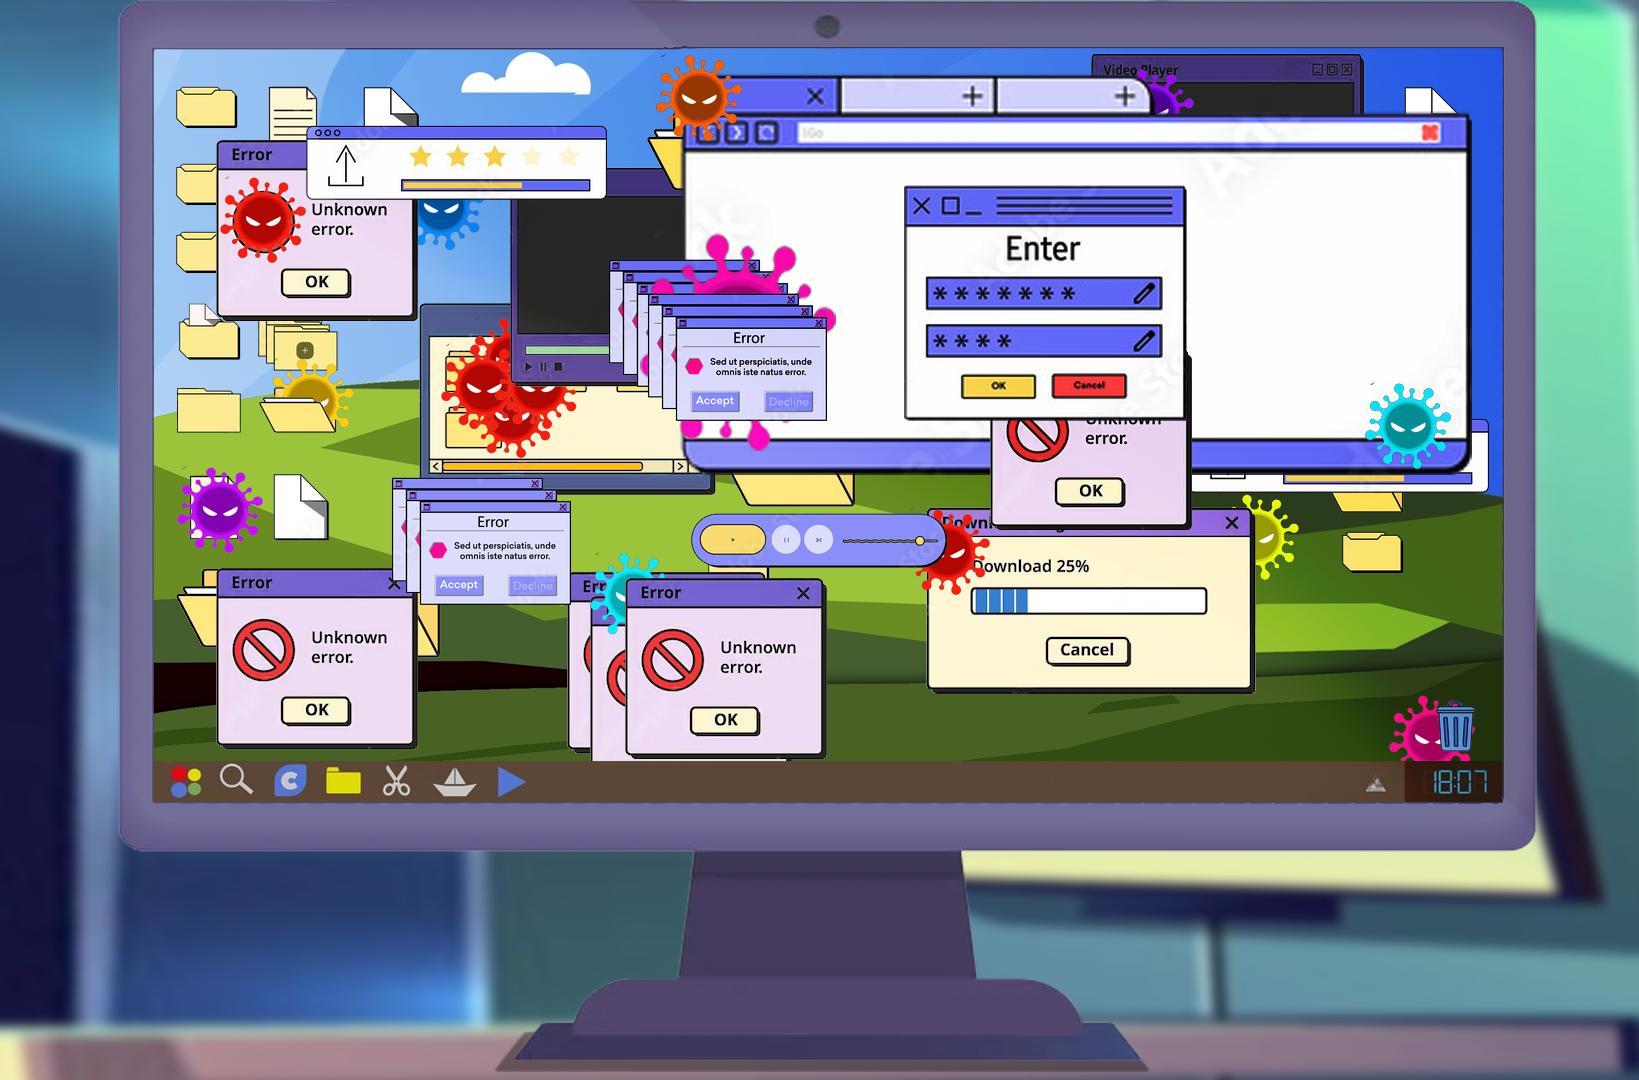 Video Player
Error
Unknown
error.
OK
Go
Enter
* * * * * * *
* * * *
OK
Cancel
Error
Sed ut perspiciatis, unde
omnis iste natus error.
Accept
Decline
Unknown
error.
OK
Error
Sed ut perspiciatis, unde
omnis iste natus error.
Accept
Decline
Download 25%
Cancel
Error
Unknown
error.
OK
Error
Unknown
error.
OK
18:07